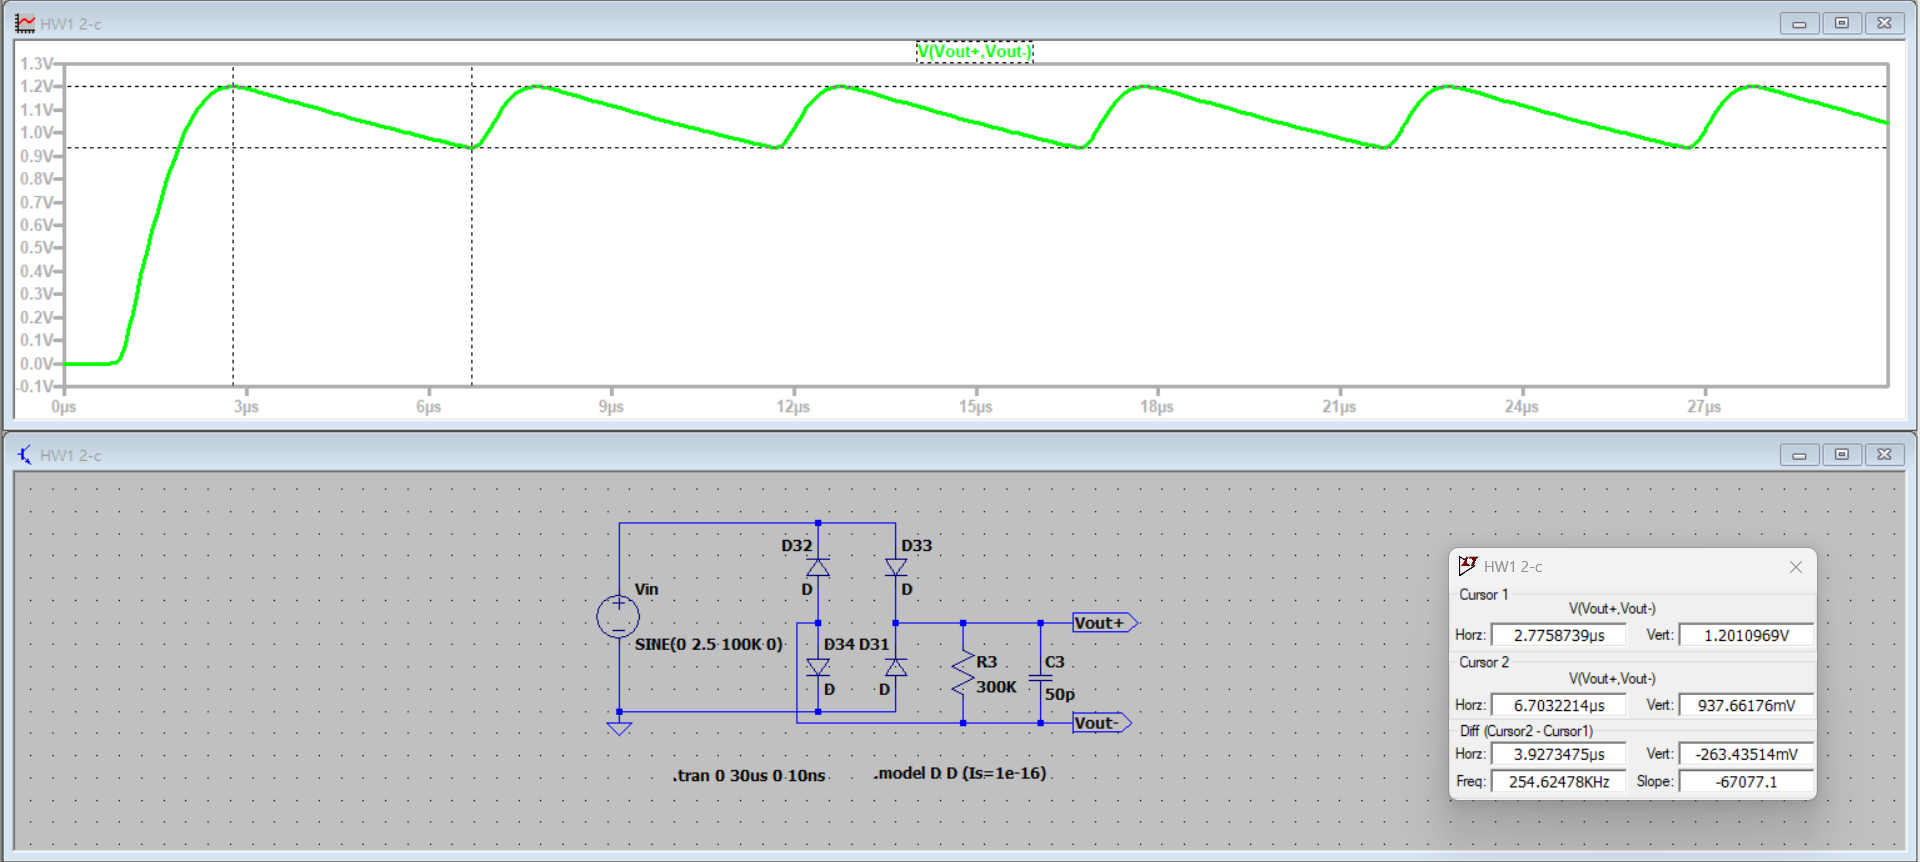 HW1 2-c
V(Vout+,Vout-)
1.3V
1.2V
1.1V
1.0V
0.9V
0.8V
0.7V
0.6V
0.5V
0.4V
0.3V
0.2V
0.1V
0.0V
-0.1V
0µs 3µs 6µs 9µs 12µs 15µs 18µs 21µs 24µs 27µs
HW1 2-c
D32 D33
D D
Vin
SINE(0 2.5 100K 0)
Vout+
D34 D31
D D
R3
300K
C3
50p
Vout-
.tran 0 30us 0 10ns
.model D D (Is=1e-16)
HW1 2-c
Cursor 1
V(Vout+,Vout-)
Horz: 2.7758739µs Vert: 1.2010969V
Cursor 2
V(Vout+,Vout-)
Horz: 6.7032214µs Vert: 937.66176mV
Diff (Cursor2 - Cursor1)
Horz: 3.9273475µs Vert: -263.43514mV
Freq: 254.62478KHz Slope: -67077.1